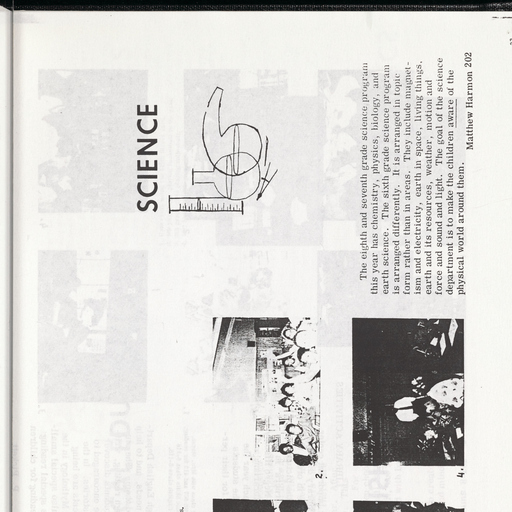 SCIENCE
The eighth and seventh grade science program
this year has chemistry, physics, biology, and
earth science. The sixth grade science program
is arranged differently. It is arranged in topic
form rather than in areas. They include magnet-
ism and electricity, earth in space, living things,
earth and its resources, weather, motion and
force and sound and light. The goal of the science
department is to make the children aware of the
physical world around them.
Matthew Harmon 202
2.
4.